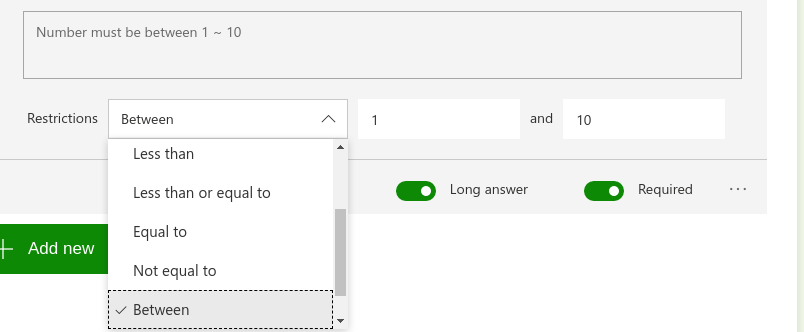 Number must be between 1 ~ 10
Restrictions Between 1 and 10
Less than
Less than or equal to
Long answer Required ...
Equal to
Add new
Not equal to
Between